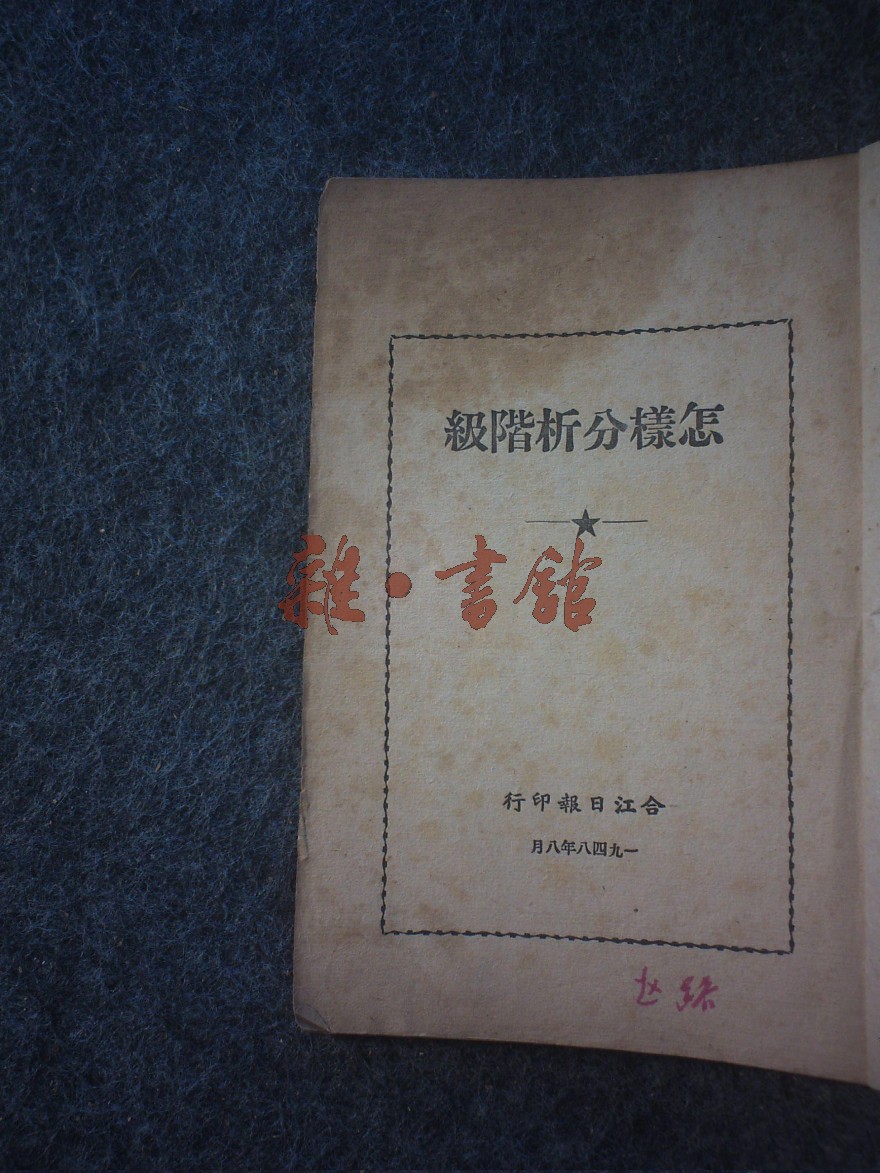 怎樣分析階級
雜·書舘
合江日報印行
一九四八年八月